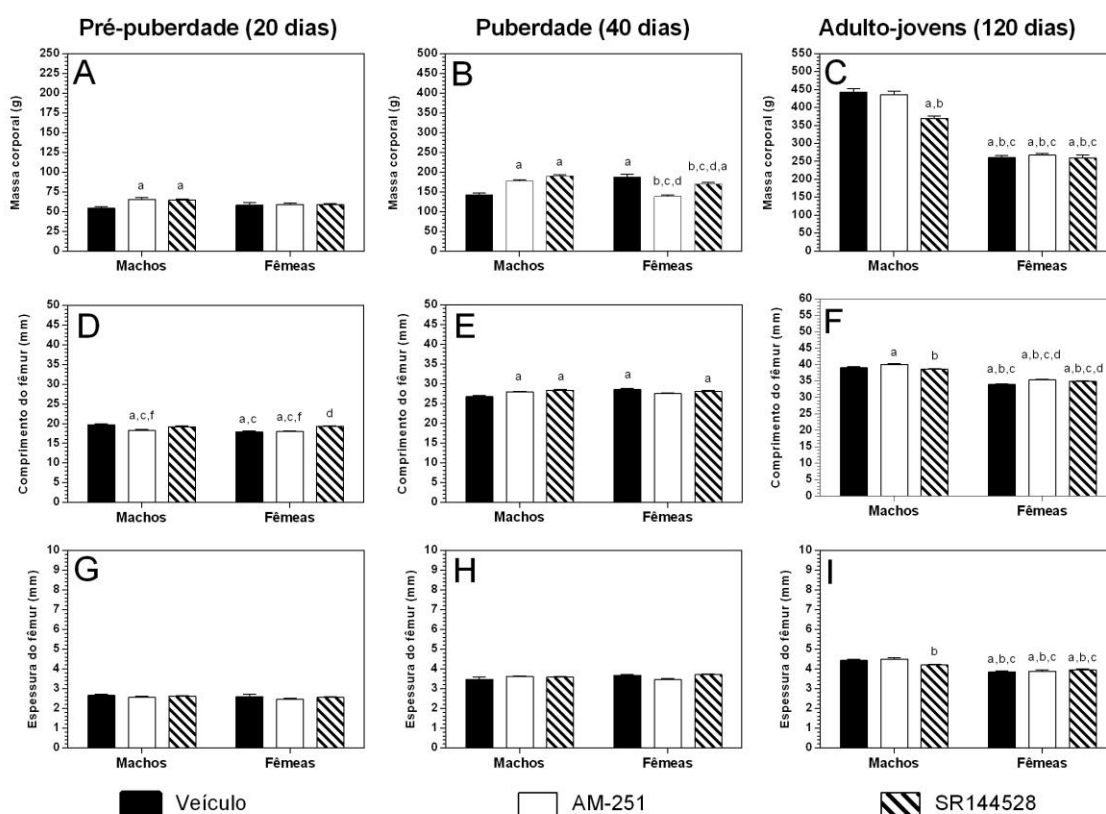 Pré-puberdade (20 dias)
Puberdade (40 dias)
Adulto-jovens (120 dias)
A
Massa corporal (g)
250
225
200
175
150
125
100
75
50
25
0
a
a
Machos
Fêmeas
B
Massa corporal (g)
500
450
400
350
300
250
200
150
100
50
0
a
a
a
b,c,d
b,c,d,a
Machos
Fêmeas
C
Massa corporal (g)
550
500
450
400
350
300
250
200
150
100
50
0
a,b
a,b,c
a,b,c
a,b,c
Machos
Fêmeas
D
Comprimento do fêmur (mm)
50
45
40
35
30
25
20
15
10
5
0
a,c,f
a,c
a,c,f
d
Machos
Fêmeas
E
Comprimento do fêmur (mm)
50
45
40
35
30
25
20
15
10
5
0
a
a
a
a
Machos
Fêmeas
F
Comprimento do fêmur (mm)
60
55
50
45
40
35
30
25
20
15
10
5
0
a
b
a,b,c
a,b,c,d
a,b,c,d
Machos
Fêmeas
G
Espessura do fêmur (mm)
10
9
8
7
6
5
4
3
2
1
0
Machos
Fêmeas
H
Espessura do fêmur (mm)
10
9
8
7
6
5
4
3
2
1
0
Machos
Fêmeas
I
Espessura do fêmur (mm)
10
9
8
7
6
5
4
3
2
1
0
b
a,b,c
a,b,c
a,b,c
Machos
Fêmeas
Veículo
AM-251
SR144528